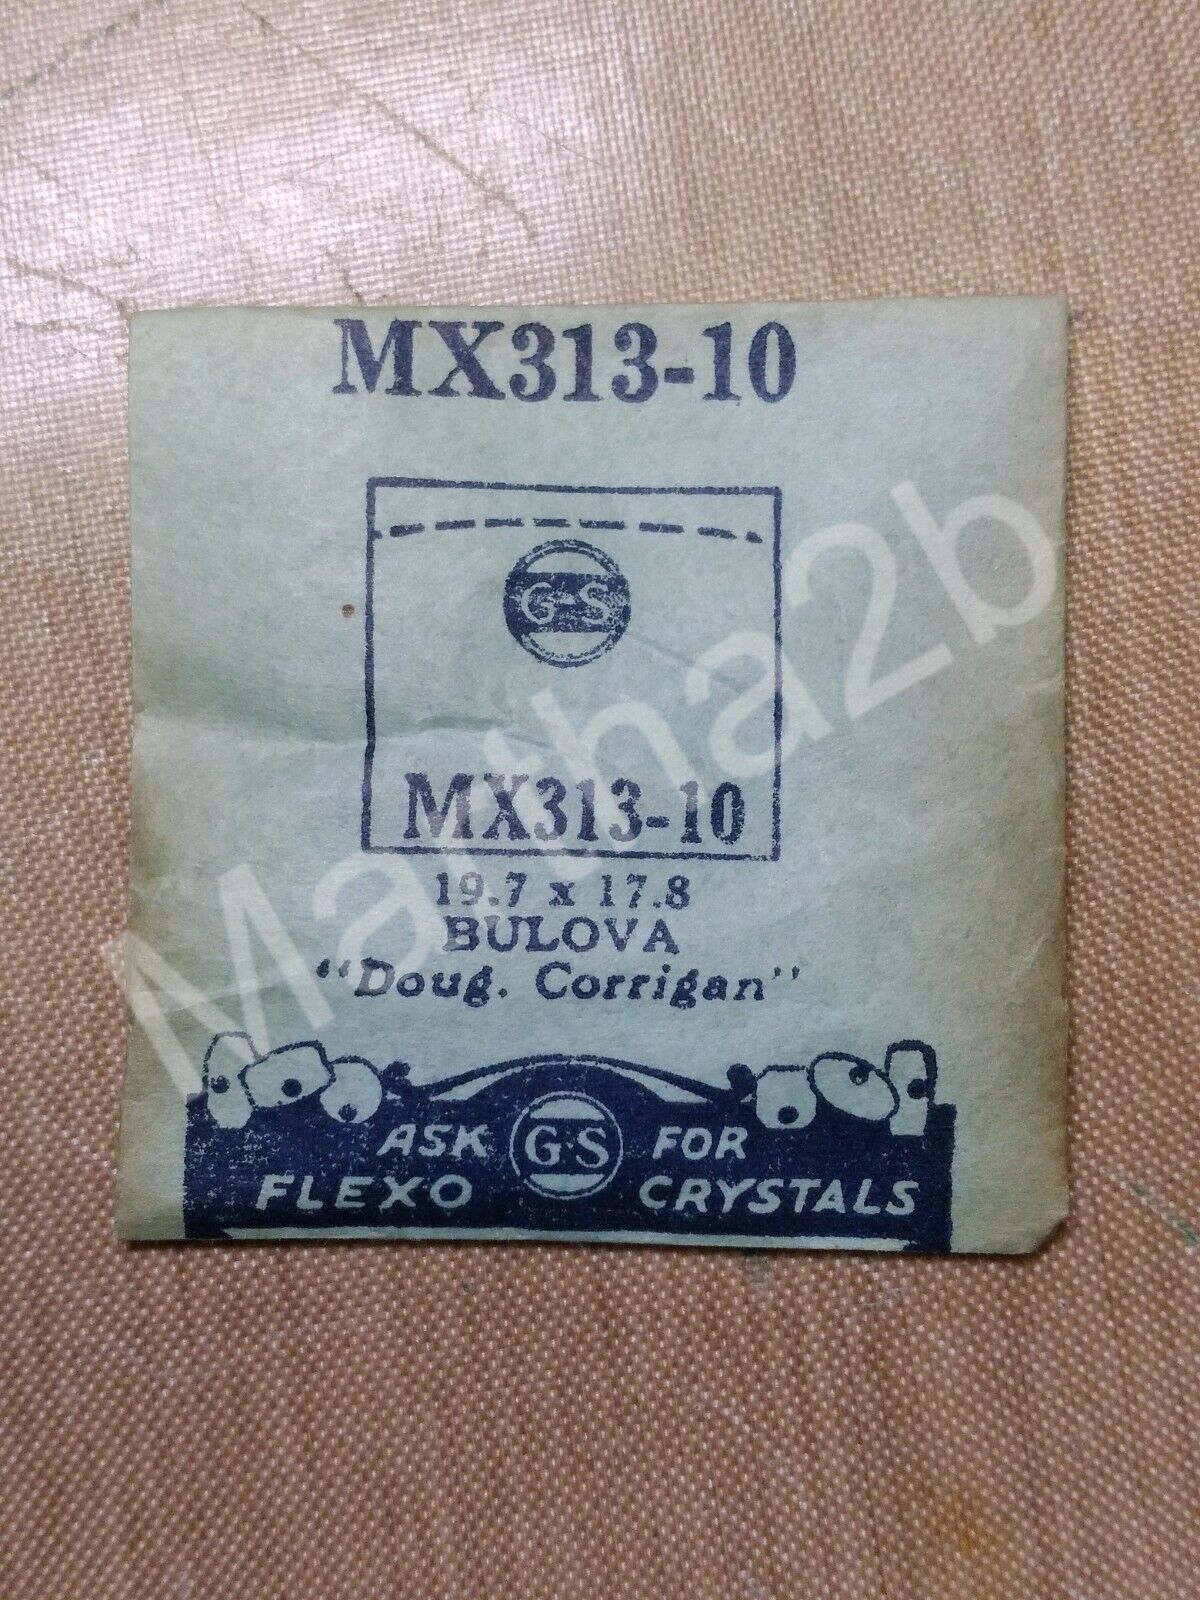 MX313-10
G-S
MX313-10
19.7 x 17.8
BULOVA
"Doug. Corrigan"
ASK G·S FOR
FLEXO CRYSTALS
Martha2b